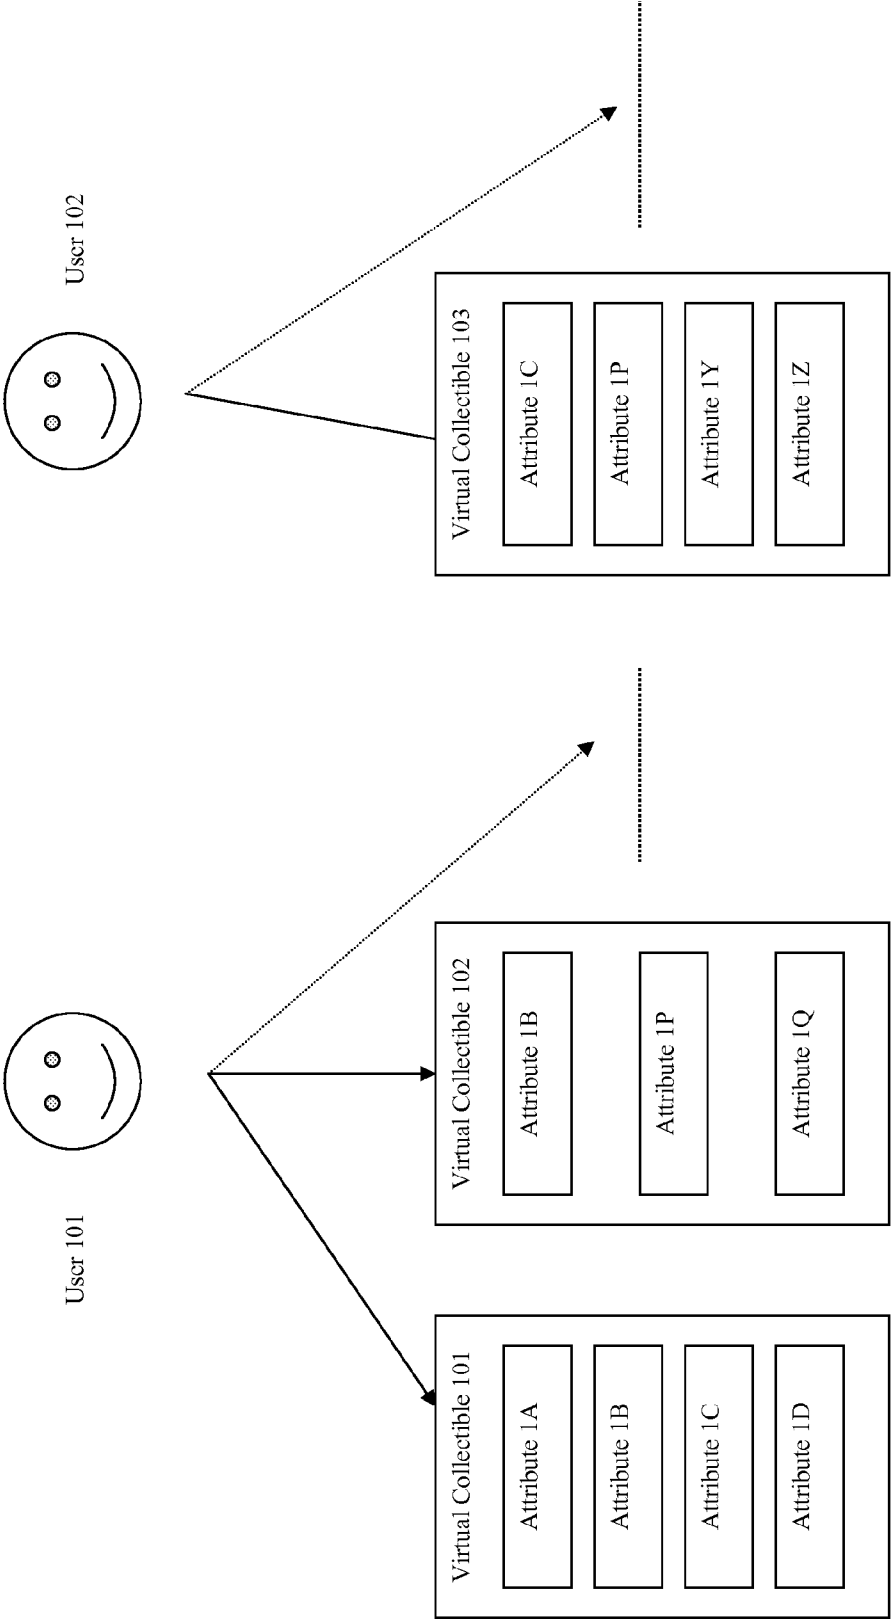 User 101
User 102
Virtual Collectible 101
Attribute 1A
Attribute 1B
Attribute 1C
Attribute 1D
Virtual Collectible 102
Attribute 1B
Attribute 1P
Attribute 1Q
Virtual Collectible 103
Attribute 1C
Attribute 1P
Attribute 1Y
Attribute 1Z